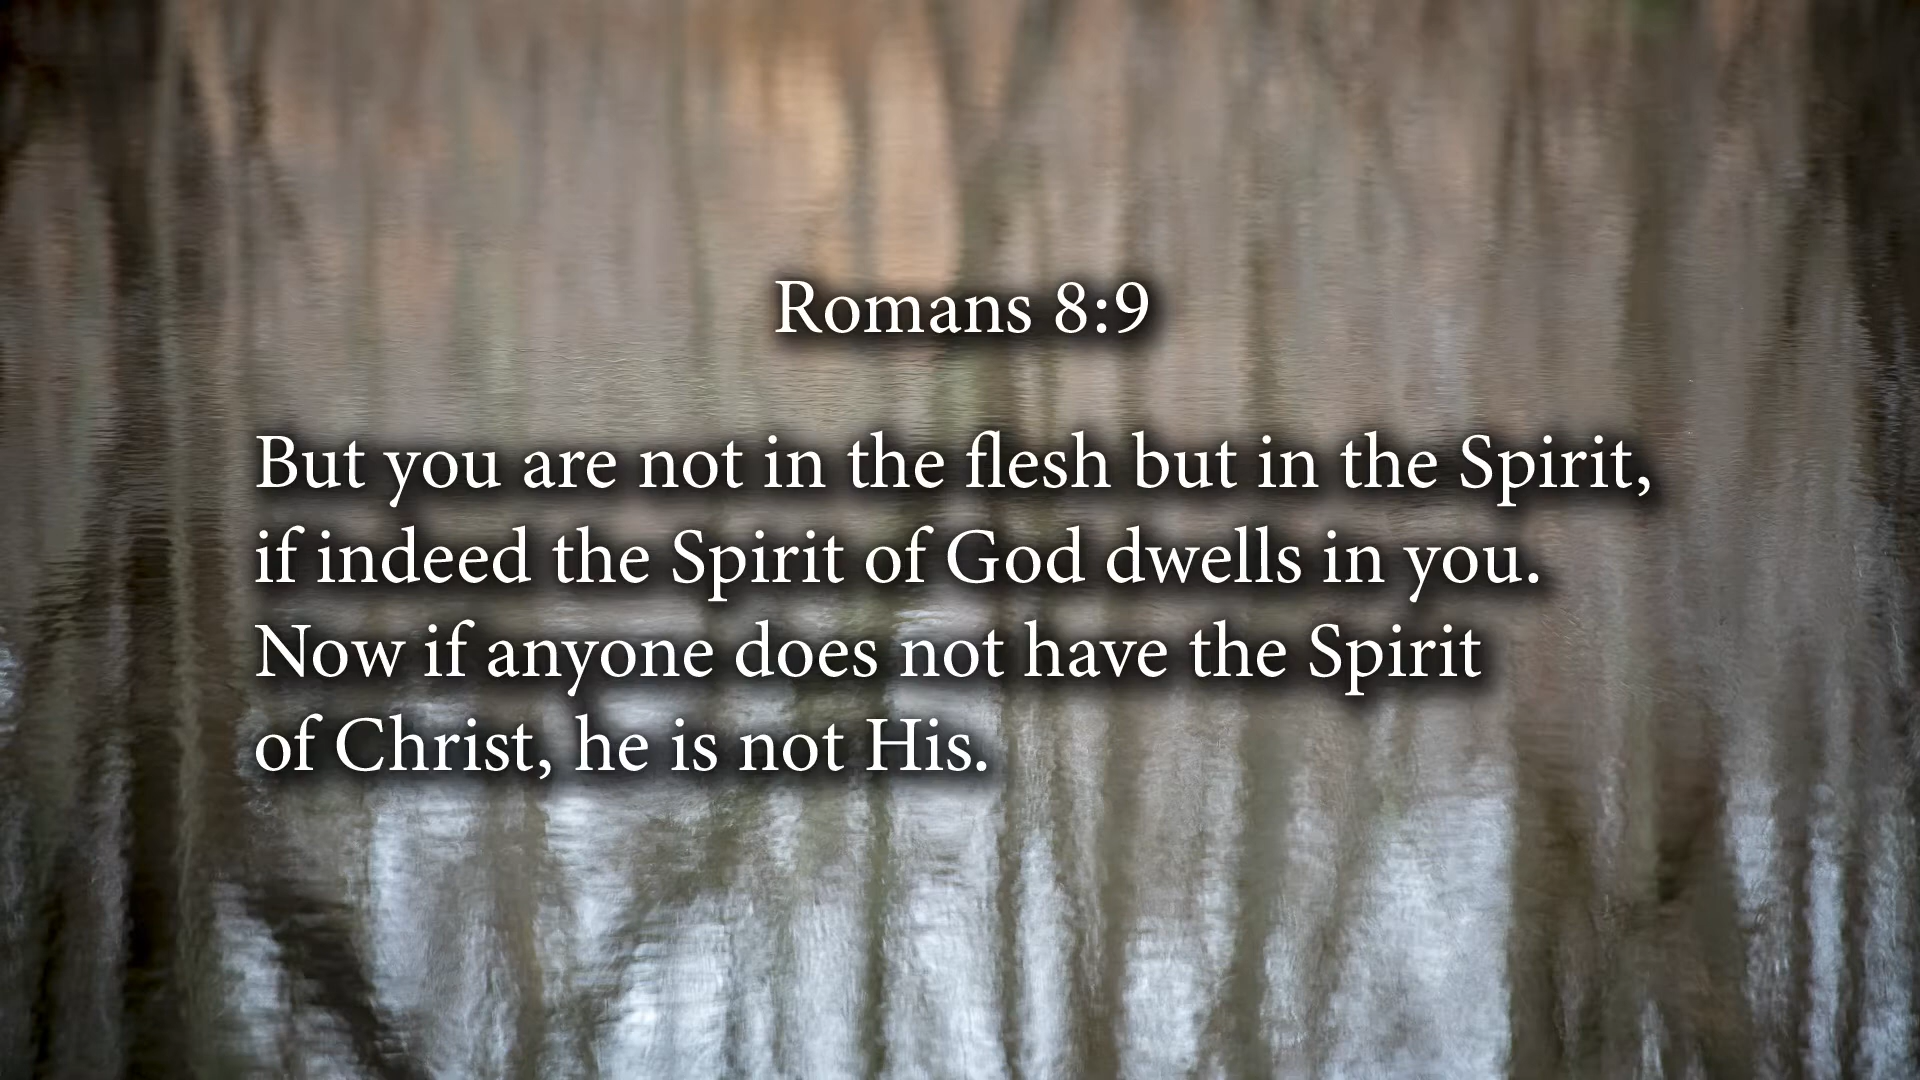 Romans 8:9
But you are not in the flesh but in the Spirit,
if indeed the Spirit of God dwells in you.
Now if anyone does not have the Spirit
of Christ, he is not His.